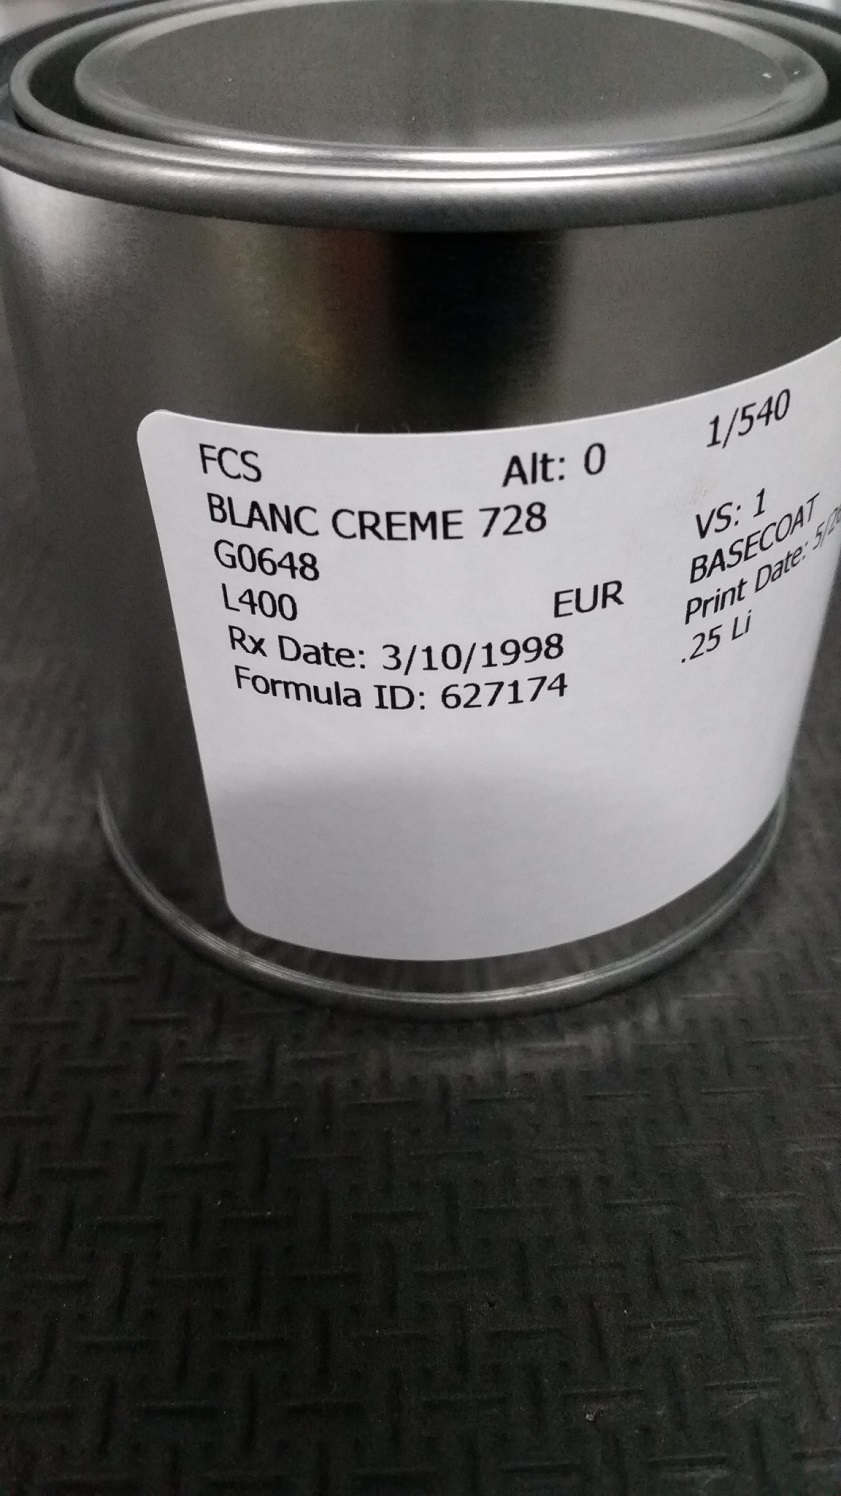 FCS Alt: 0 1/540
BLANC CREME 728 VS: 1
G0648 BASECOAT
L400 EUR Print Date:
Rx Date: 3/10/1998 .25 Li
Formula ID: 627174